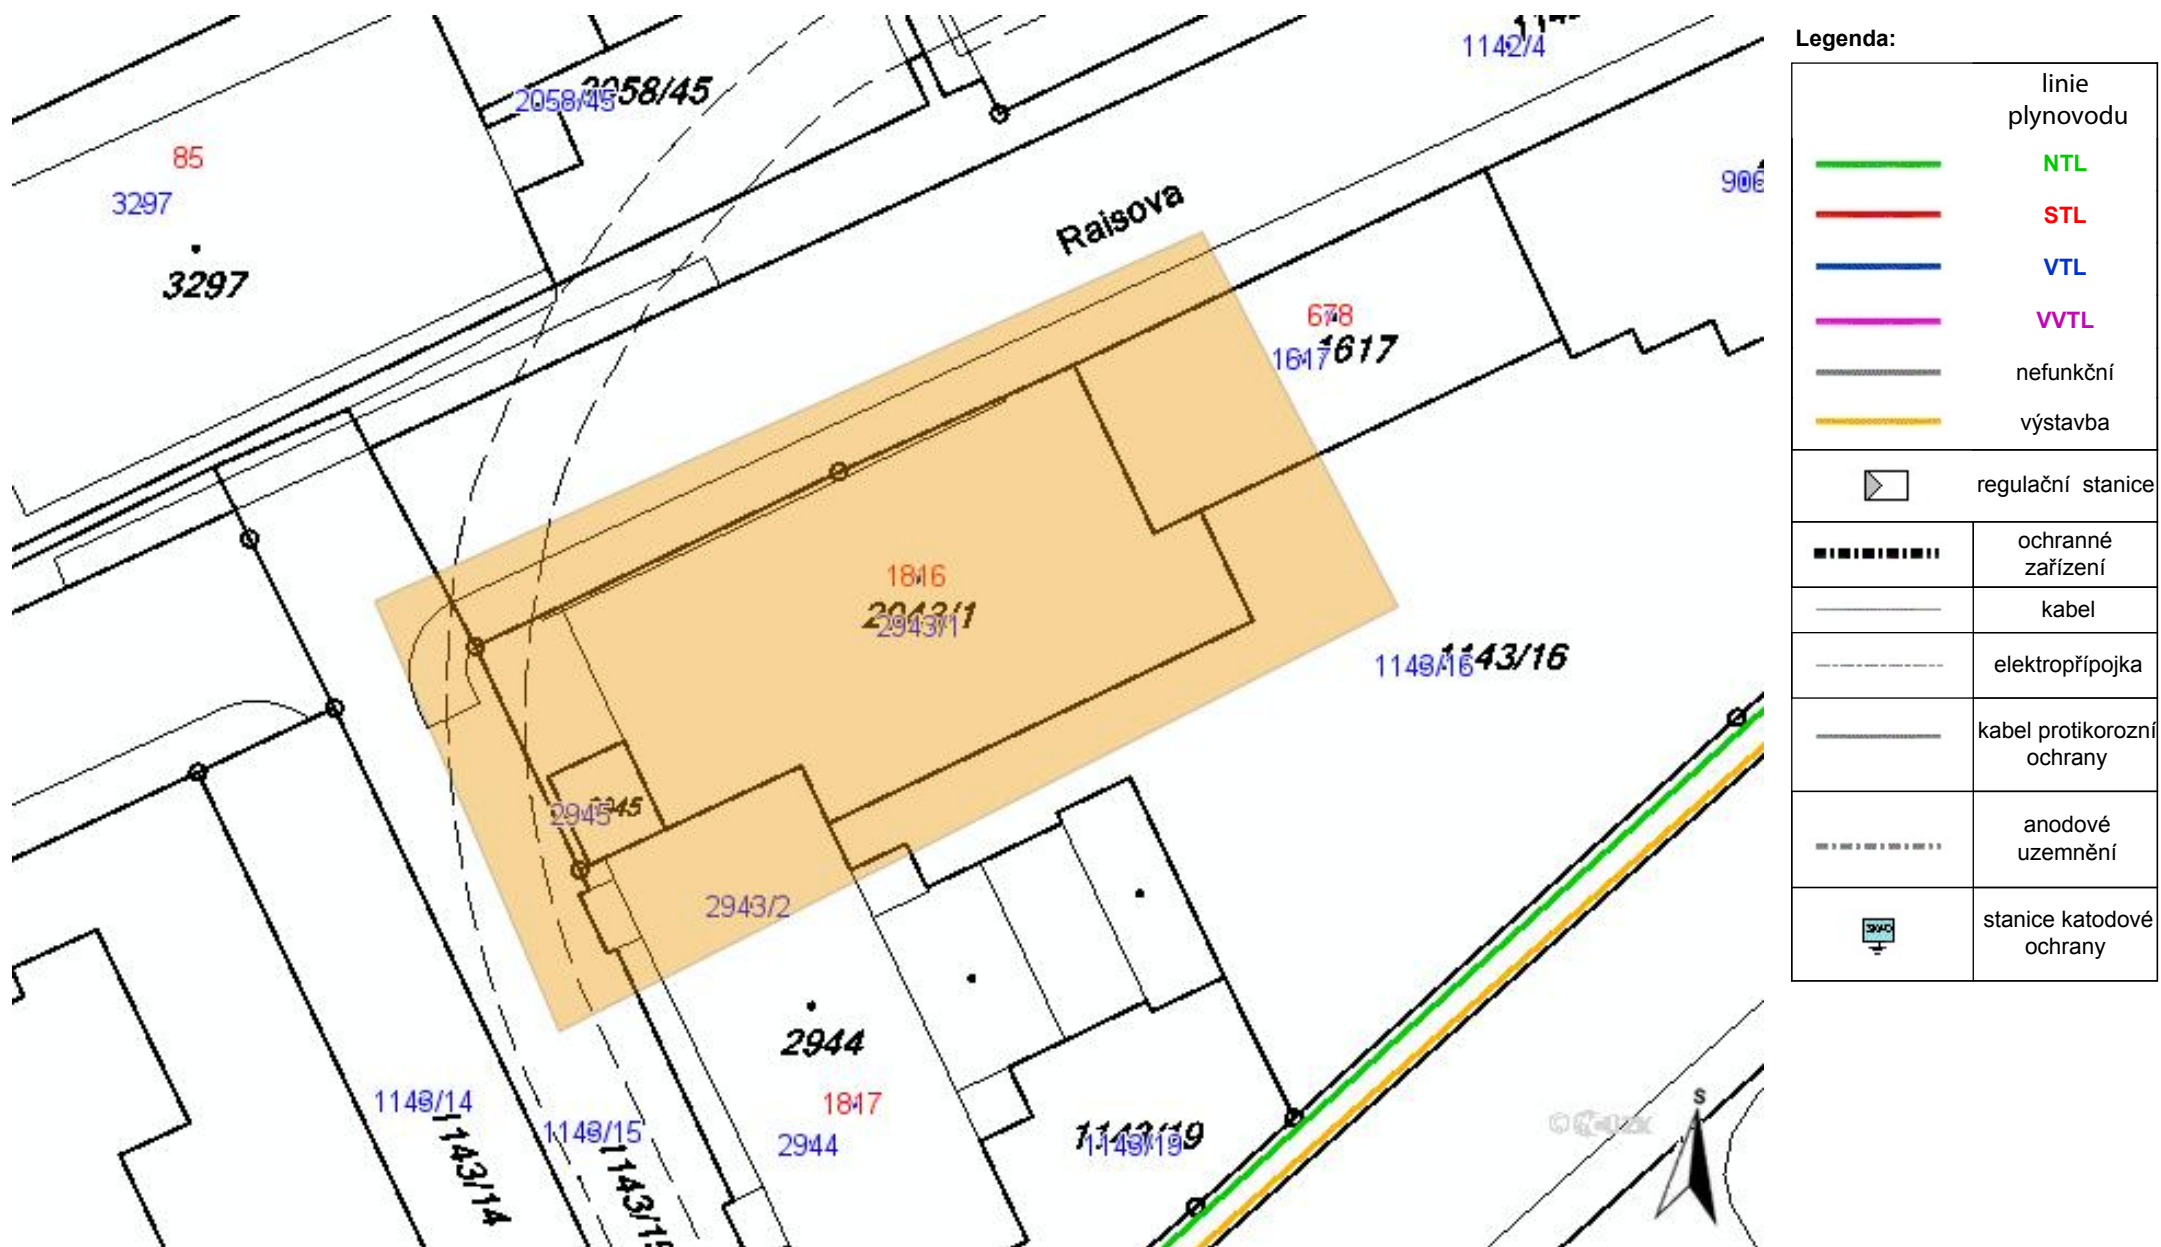 1142/4
2058/45
2058/45
85
3297
3297
Raisova
678
1617
1617
1816
2943/1
2943/1
1143/16
1143/16
2945
2945
2943/2
2944
1817
2944
1143/14
1143/14
1143/15
1143/15
1143/19
1143/19
S
Legenda:
linie
plynovodu
NTL
STL
VTL
VVTL
nefunkční
výstavba
regulační stanice
ochranné
zařízení
kabel
elektropřípojka
kabel protikorozní
ochrany
anodové
uzemnění
SKAO
stanice katodové
ochrany